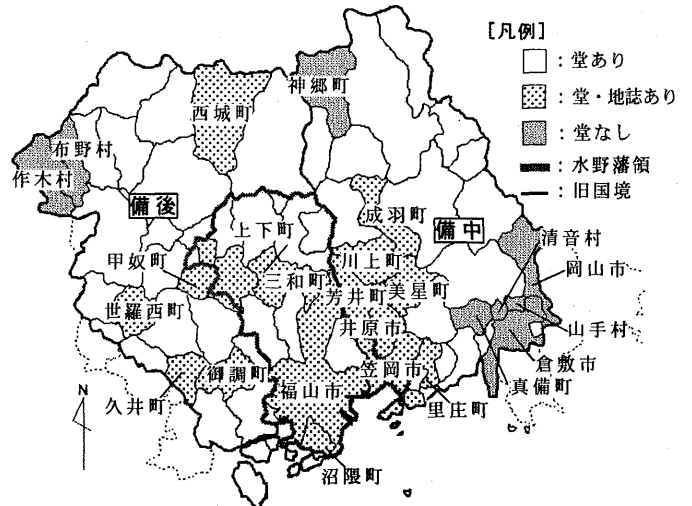 [凡例]
:堂あり
:堂・地誌あり
:堂なし
:水野藩領
:旧国境
神郷町
西城町
布野村
作木村
備後
成羽町
備中
清音村
上下町
岡山市
甲奴町
川上町
三和町
芳井町
美星町
世羅西町
井原市
山手村
倉敷市
御調町
笠岡市
真備町
福山市
久井町
里庄町
沼隈町
N